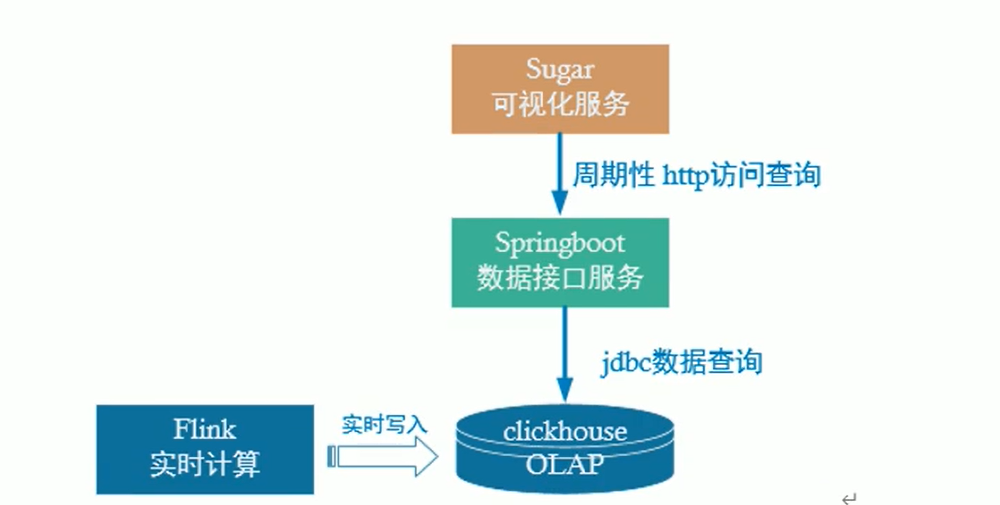 Sugar
可视化服务
周期性 http访问查询
Springboot
数据接口服务
jdbc数据查询
Flink
实时计算
实时写入
clickhouse
OLAP